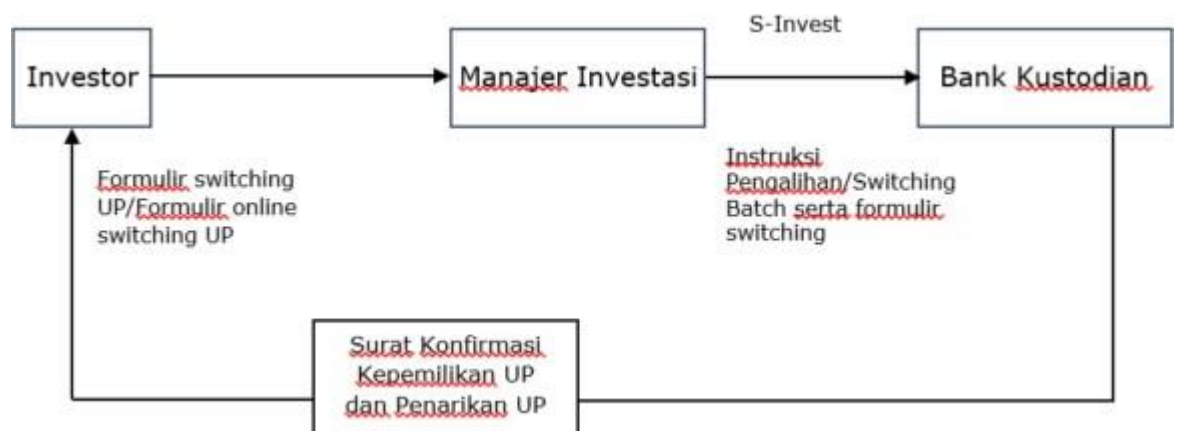 S-Invest
Investor
Manajer Investasi
Bank Kustodian
Formulir switching
UP/Formulir online
switching UP
Instruksi
Pengalihan/Switching
Batch serta formulir
switching
Surat Konfirmasi
Kepemilikan UP
dan Penarikan UP